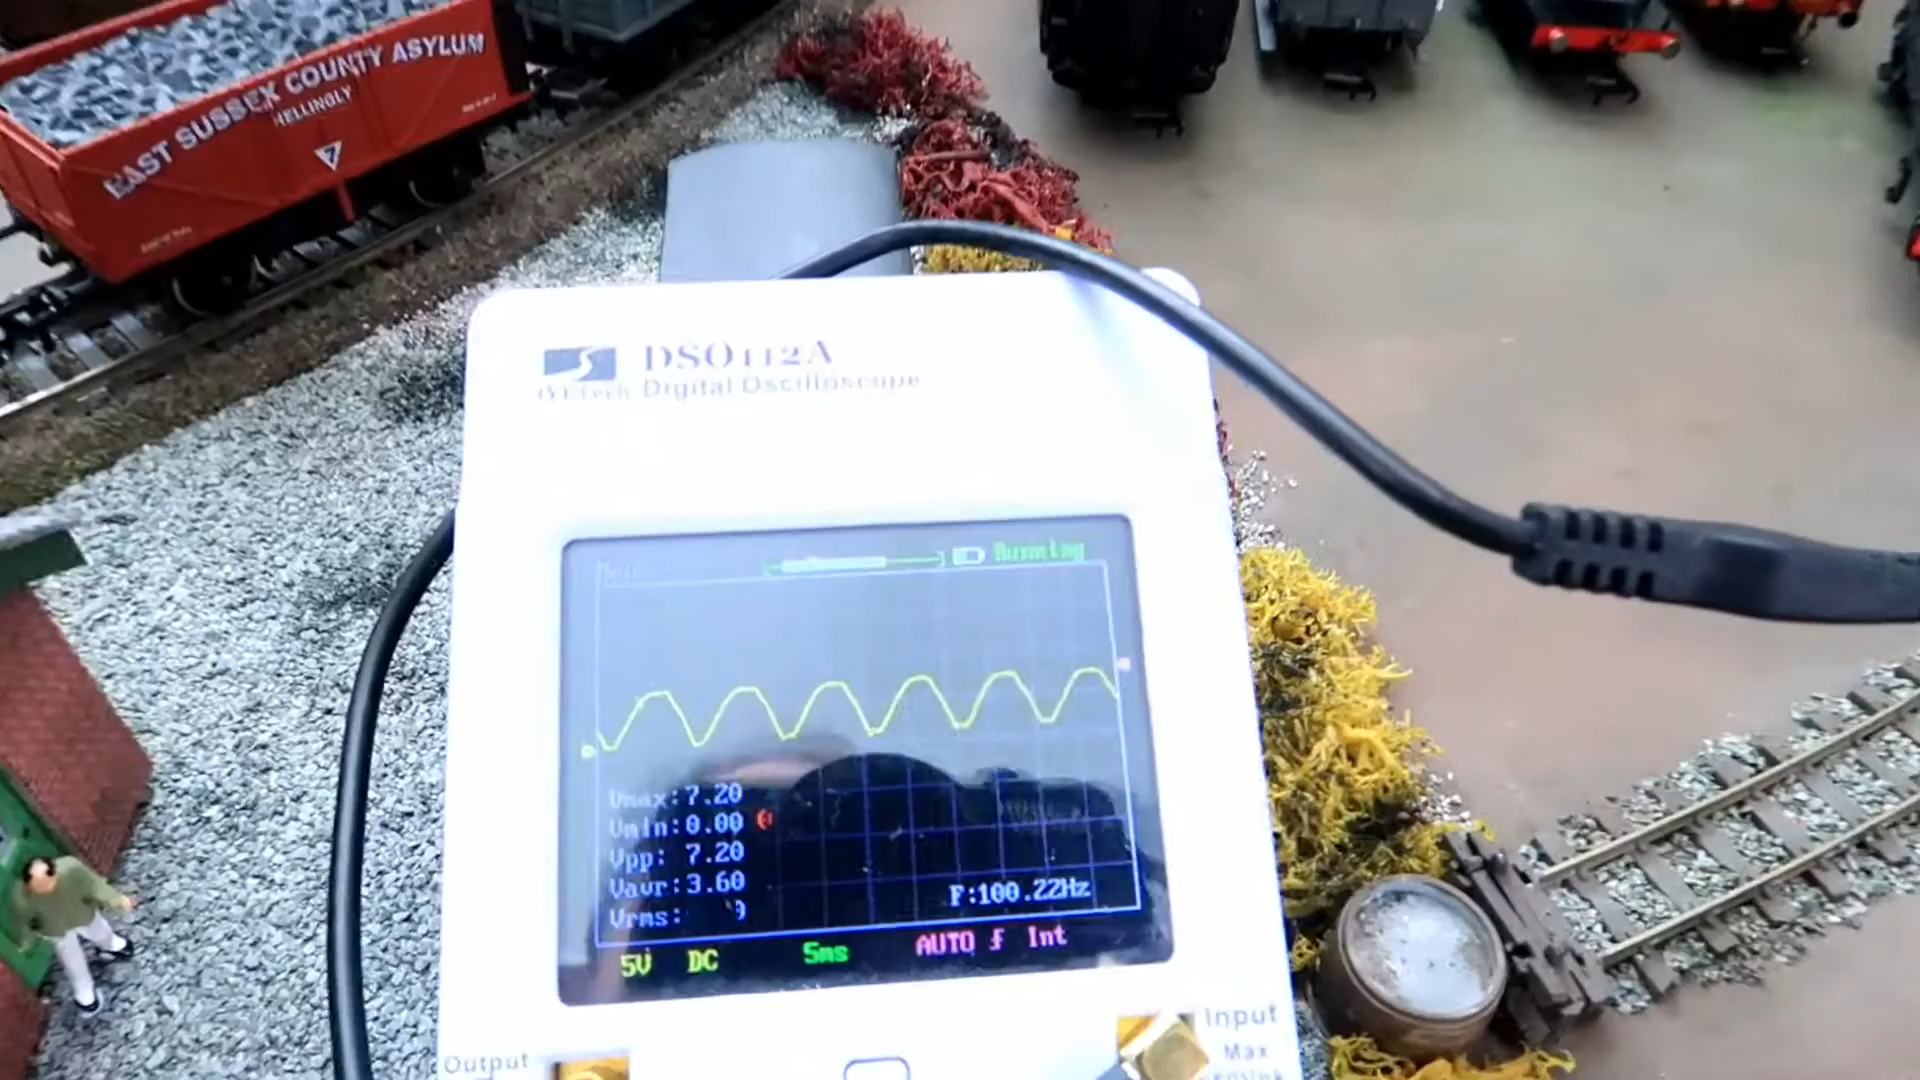 EAST SUSSEX COUNTY ASYLUM
HELLINGLY
7
DSO112A
Digital Oscilloscope
Running
Vmax:7.20
Vmin:0.00
Vpp: 7.20
Vavr:3.60
Vrms:
F:100.22Hz
5V DC 5ms AUTO Int
Output
Input
Max